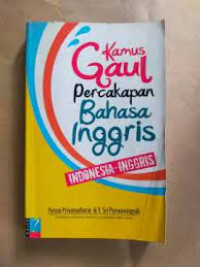 Kamus
Gaul
Percakapan
Bahasa
Inggris
INDONESIA-INGGRIS